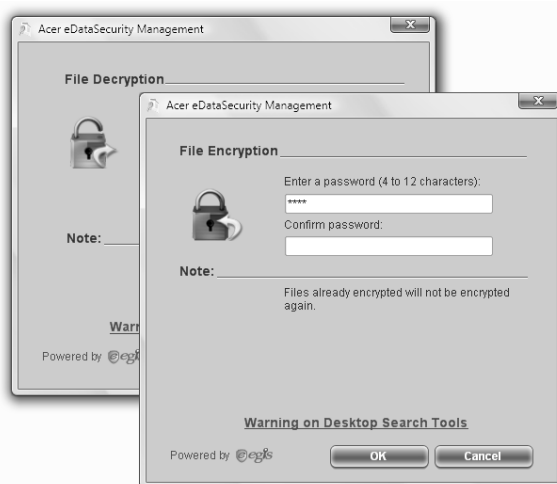 Acer eDataSecurity Management
File Decryption
Note:
Powered by egis
Acer eDataSecurity Management
File Encryption
Enter a password (4 to 12 characters):
****
Confirm password:
Note:
Files already encrypted will not be encrypted
again.
Warning on Desktop Search Tools
Powered by egis
OK
Cancel